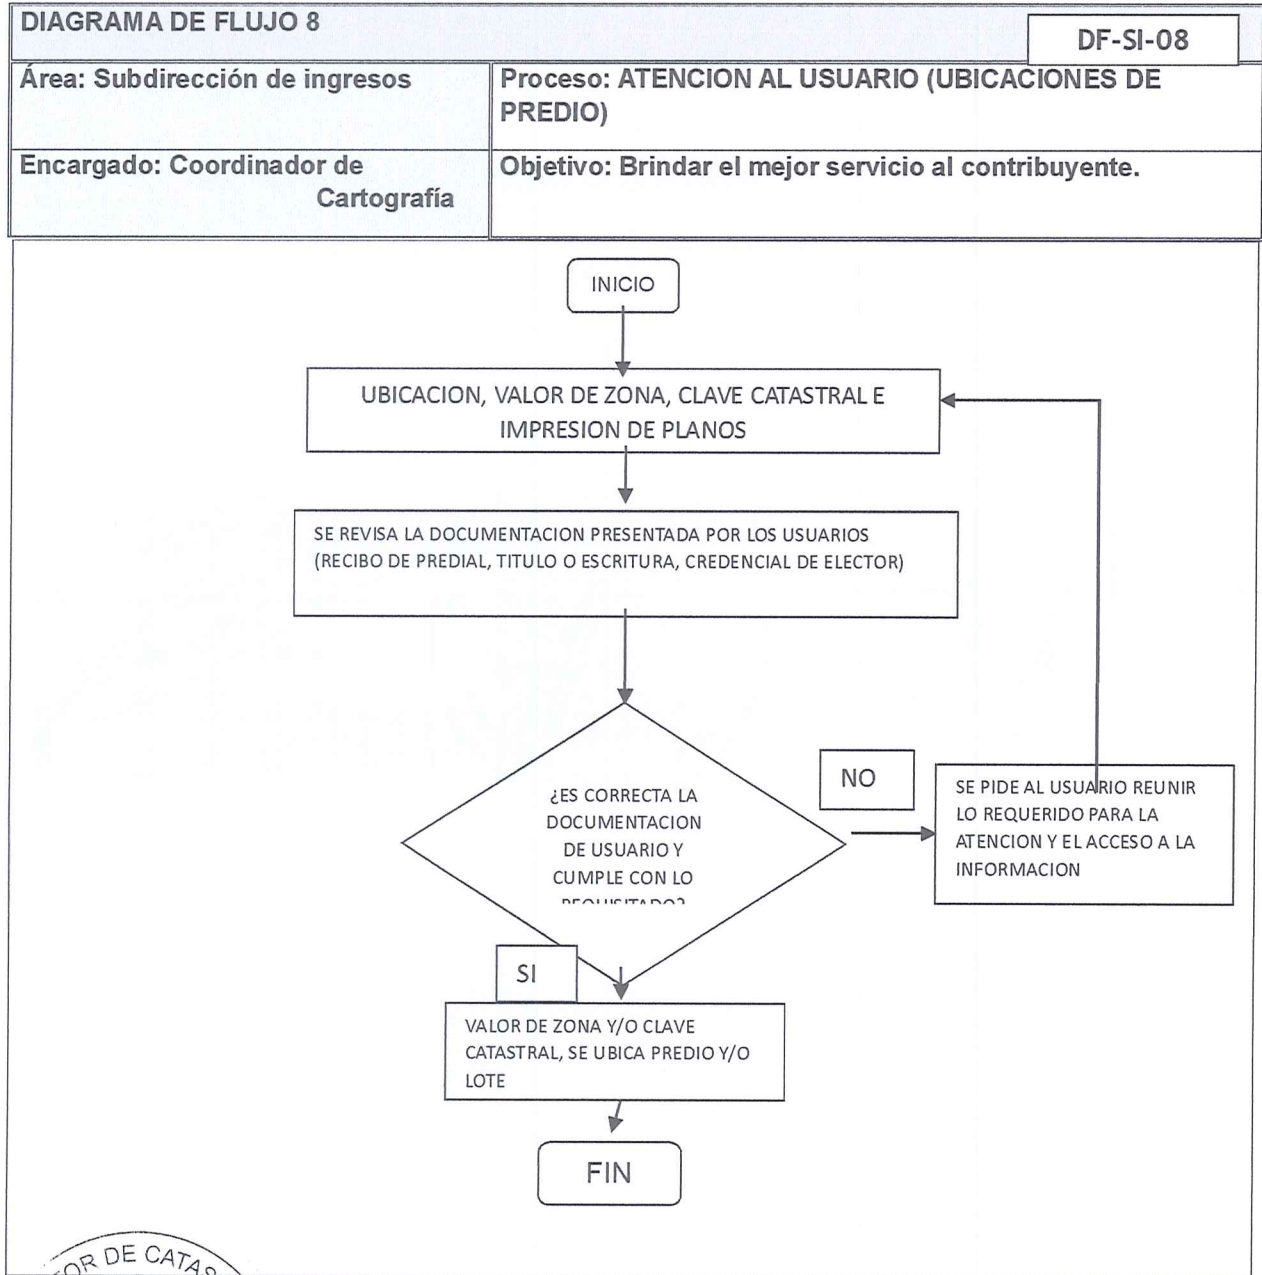 DIAGRAMA DE FLUJO 8
DF-SI-08
Área: Subdirección de ingresos
Proceso: ATENCION AL USUARIO (UBICACIONES DE
PREDIO)
Encargado: Coordinador de
Cartografía
Objetivo: Brindar el mejor servicio al contribuyente.
INICIO
UBICACION, VALOR DE ZONA, CLAVE CATASTRAL E
IMPRESION DE PLANOS
SE REVISA LA DOCUMENTACION PRESENTADA POR LOS USUARIOS
(RECIBO DE PREDIAL, TITULO O ESCRITURA, CREDENCIAL DE ELECTOR)
¿ES CORRECTA LA
DOCUMENTACION
DE USUARIO Y
CUMPLE CON LO
REQUISITADO?
NO
SE PIDE AL USUARIO REUNIR
LO REQUERIDO PARA LA
ATENCION Y EL ACCESO A LA
INFORMACION
SI
VALOR DE ZONA Y/O CLAVE
CATASTRAL, SE UBICA PREDIO Y/O
LOTE
FIN
DE